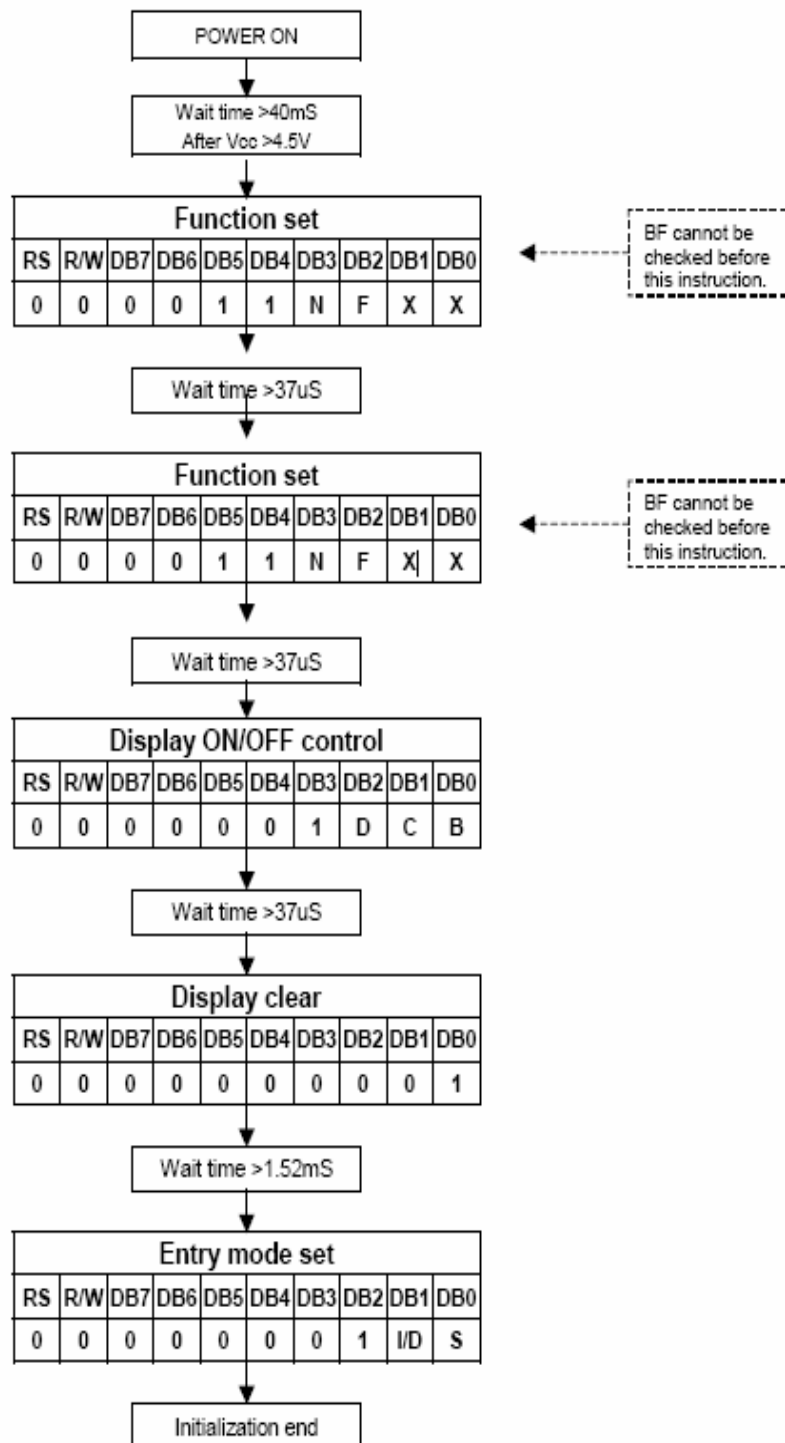 POWER ON
Wait time >40mS
After Vcc >4.5V
Function set
RS R/W DB7 DB6 DB5 DB4 DB3 DB2 DB1 DB0
0 0 0 0 1 1 N F X X
BF cannot be
checked before
this instruction.
Wait time >37uS
Function set
RS R/W DB7 DB6 DB5 DB4 DB3 DB2 DB1 DB0
0 0 0 0 1 1 N F X X
BF cannot be
checked before
this instruction.
Wait time >37uS
Display ON/OFF control
RS R/W DB7 DB6 DB5 DB4 DB3 DB2 DB1 DB0
0 0 0 0 0 0 1 D C B
Wait time >37uS
Display clear
RS R/W DB7 DB6 DB5 DB4 DB3 DB2 DB1 DB0
0 0 0 0 0 0 0 0 0 1
Wait time >1.52mS
Entry mode set
RS R/W DB7 DB6 DB5 DB4 DB3 DB2 DB1 DB0
0 0 0 0 0 0 0 1 I/D S
Initialization end